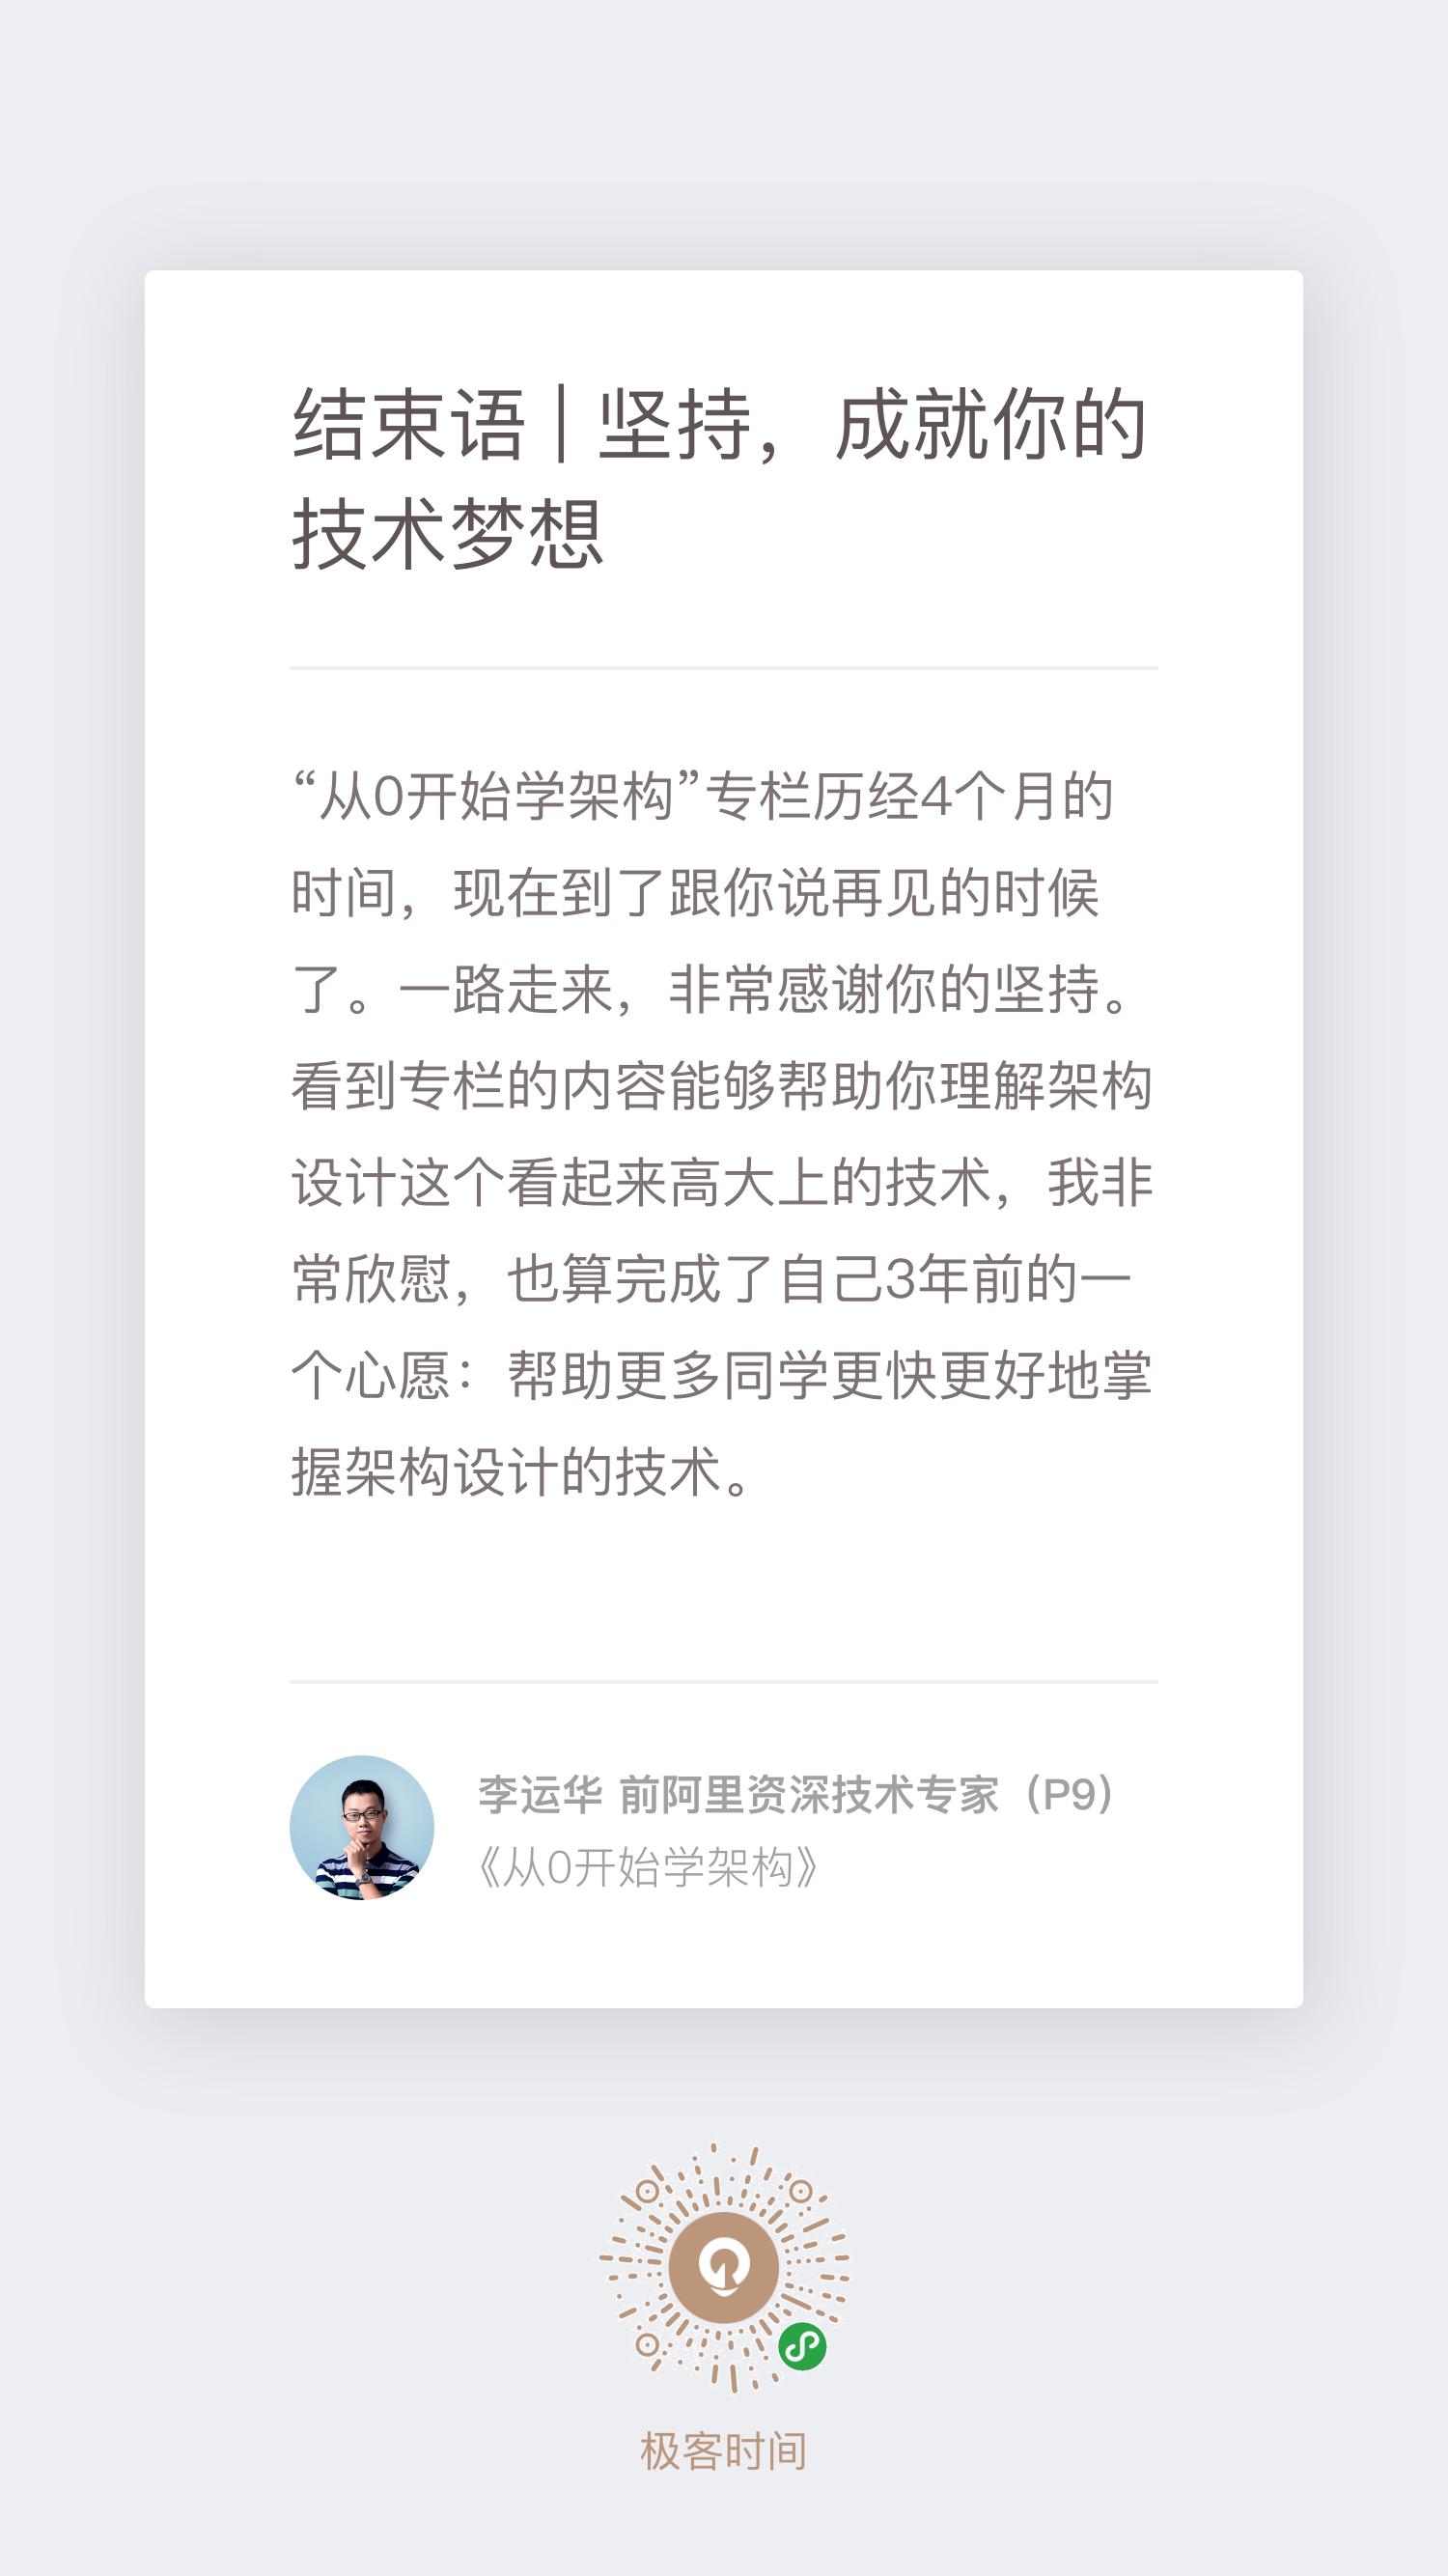 结束语 | 坚持，成就你的
技术梦想
“从0开始学架构”专栏历经4个月的
时间，现在到了跟你说再见的时候
了。一路走来，非常感谢你的坚持。
看到专栏的内容能够帮助你理解架构
设计这个看起来高大上的技术，我非
常欣慰，也算完成了自己3年前的一
个心愿：帮助更多同学更快更好地掌
握架构设计的技术。
李运华 前阿里资深技术专家（P9）
《从0开始学架构》
极客时间